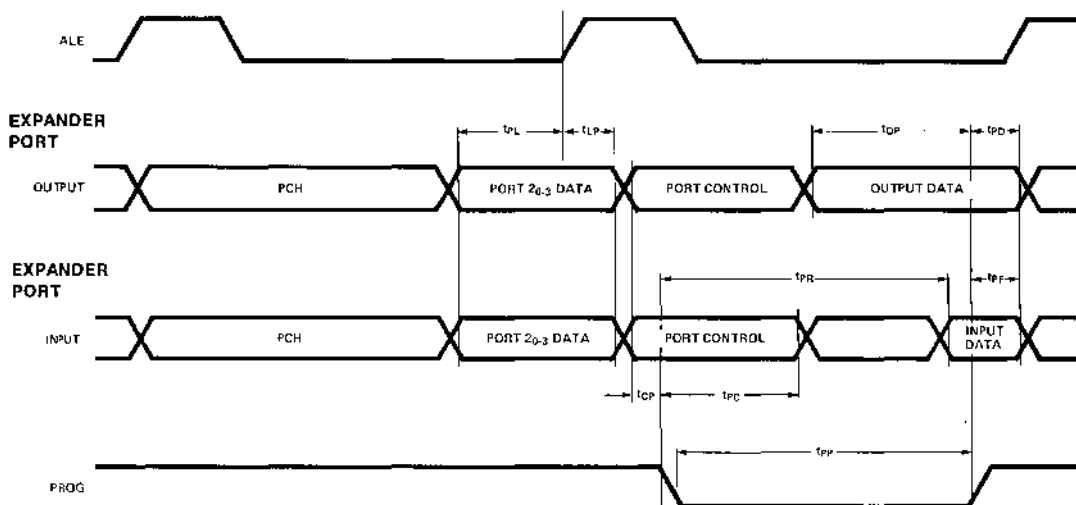 ALE
EXPANDER
PORT
tPL tLP tDP tPD
OUTPUT PCH PORT 20-3 DATA PORT CONTROL OUTPUT DATA
EXPANDER
PORT
tPR tPF
INPUT PCH PORT 20-3 DATA PORT CONTROL INPUT
DATA
tCP tPC
tPP
PROG